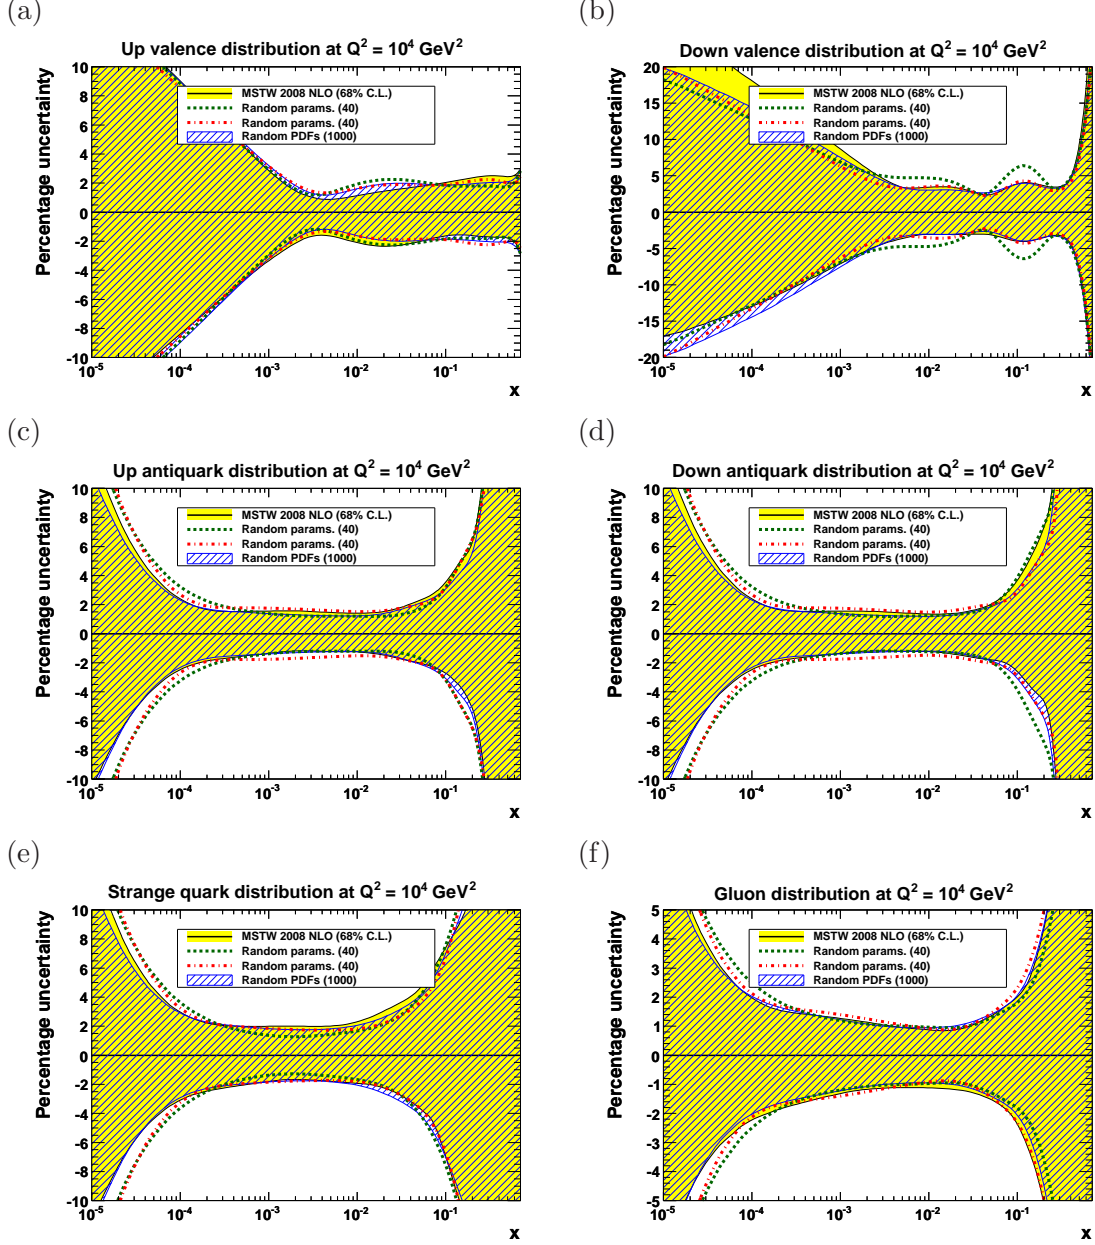 (a)
Up valence distribution at Q² = 10⁴ GeV²
Percentage uncertainty
10
8
6
4
2
0
-2
-4
-6
-8
-10
MSTW 2008 NLO (68% C.L.)
Random params. (40)
Random params. (40)
Random PDFs (1000)
10⁻⁵ 10⁻⁴ 10⁻³ 10⁻² 10⁻¹
x
(b)
Down valence distribution at Q² = 10⁴ GeV²
Percentage uncertainty
20
15
10
5
0
-5
-10
-15
-20
MSTW 2008 NLO (68% C.L.)
Random params. (40)
Random params. (40)
Random PDFs (1000)
10⁻⁵ 10⁻⁴ 10⁻³ 10⁻² 10⁻¹
x
(c)
Up antiquark distribution at Q² = 10⁴ GeV²
Percentage uncertainty
10
8
6
4
2
0
-2
-4
-6
-8
-10
MSTW 2008 NLO (68% C.L.)
Random params. (40)
Random params. (40)
Random PDFs (1000)
10⁻⁵ 10⁻⁴ 10⁻³ 10⁻² 10⁻¹
x
(d)
Down antiquark distribution at Q² = 10⁴ GeV²
Percentage uncertainty
10
8
6
4
2
0
-2
-4
-6
-8
-10
MSTW 2008 NLO (68% C.L.)
Random params. (40)
Random params. (40)
Random PDFs (1000)
10⁻⁵ 10⁻⁴ 10⁻³ 10⁻² 10⁻¹
x
(e)
Strange quark distribution at Q² = 10⁴ GeV²
Percentage uncertainty
10
8
6
4
2
0
-2
-4
-6
-8
-10
MSTW 2008 NLO (68% C.L.)
Random params. (40)
Random params. (40)
Random PDFs (1000)
10⁻⁵ 10⁻⁴ 10⁻³ 10⁻² 10⁻¹
x
(f)
Gluon distribution at Q² = 10⁴ GeV²
Percentage uncertainty
5
4
3
2
1
0
-1
-2
-3
-4
-5
MSTW 2008 NLO (68% C.L.)
Random params. (40)
Random params. (40)
Random PDFs (1000)
10⁻⁵ 10⁻⁴ 10⁻³ 10⁻² 10⁻¹
x